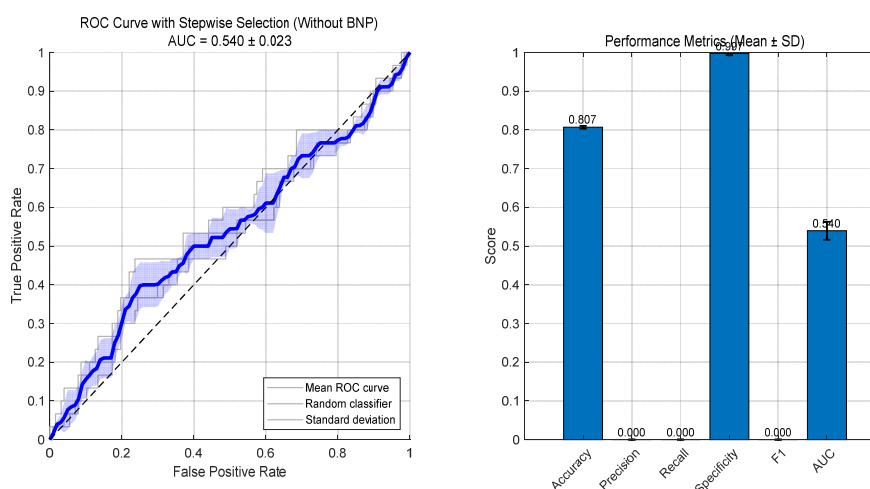 ROC Curve with Stepwise Selection (Without BNP)
AUC = 0.540 ± 0.023
1
0.9
0.8
0.7
0.6
0.5
0.4
0.3
0.2
0.1
0
True Positive Rate
0
0.2
0.4
0.6
0.8
1
False Positive Rate
Mean ROC curve
Random classifier
Standard deviation
Performance Metrics (Mean ± SD)
1
0.9
0.8
0.7
0.6
0.5
0.4
0.3
0.2
0.1
0
Score
0.807
0.000
0.000
0.997
0.000
0.540
Accuracy
Precision
Recall
Specificity
F1
AUC